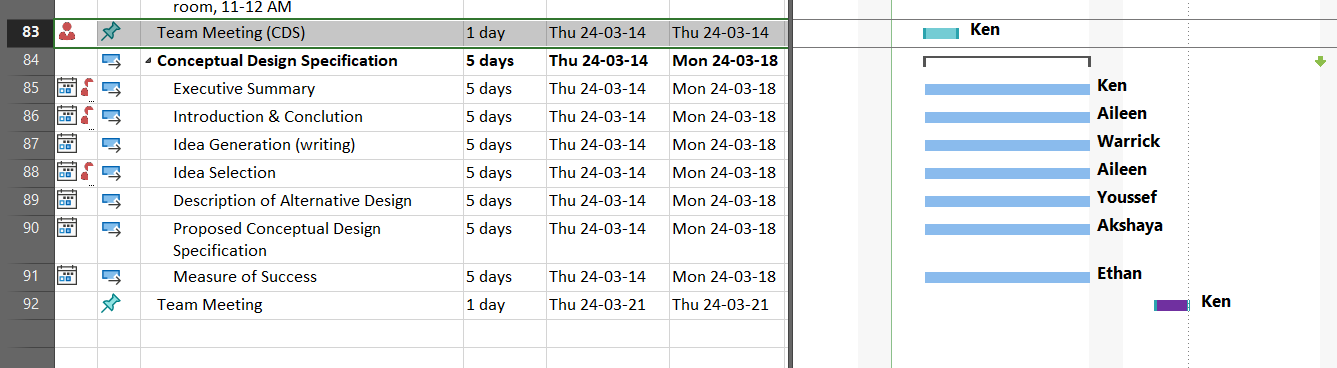 room, 11-12 AM
83 Team Meeting (CDS) 1 day Thu 24-03-14 Thu 24-03-14 Ken
84 Conceptual Design Specification 5 days Thu 24-03-14 Mon 24-03-18
85 Executive Summary 5 days Thu 24-03-14 Mon 24-03-18 Ken
86 Introduction & Conclution 5 days Thu 24-03-14 Mon 24-03-18 Aileen
87 Idea Generation (writing) 5 days Thu 24-03-14 Mon 24-03-18 Warrick
88 Idea Selection 5 days Thu 24-03-14 Mon 24-03-18 Aileen
89 Description of Alternative Design 5 days Thu 24-03-14 Mon 24-03-18 Youssef
90 Proposed Conceptual Design 5 days Thu 24-03-14 Mon 24-03-18 Akshaya
Specification
91 Measure of Success 5 days Thu 24-03-14 Mon 24-03-18 Ethan
92 Team Meeting 1 day Thu 24-03-21 Thu 24-03-21 Ken